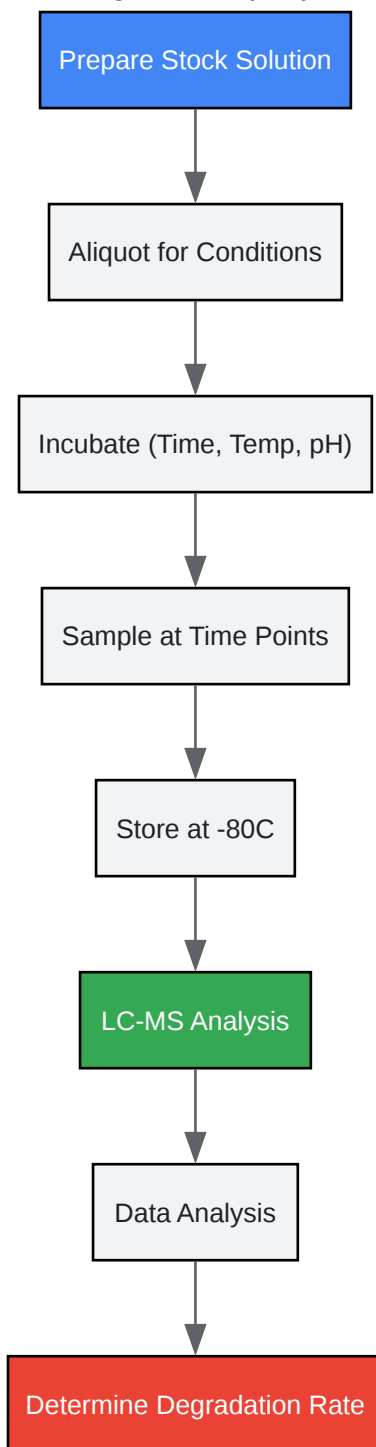 Prepare Stock Solution
Aliquot for Conditions
Incubate (Time, Temp, pH)
Sample at Time Points
Store at -80C
LC-MS Analysis
Data Analysis
Determine Degradation Rate